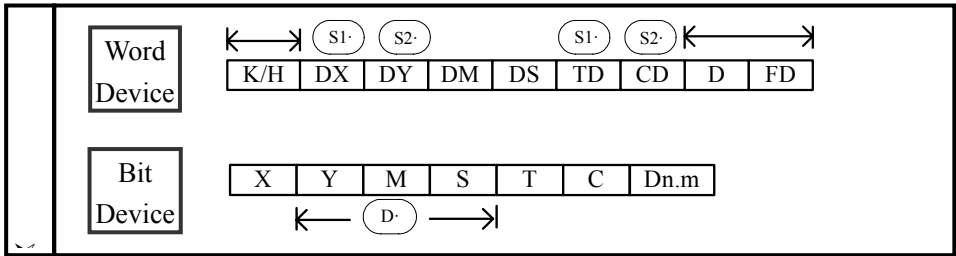 Word
Device
S1· S2· S1· S2·
K/H DX DY DM DS TD CD D FD
Bit
Device
X Y M S T C Dn.m
D·